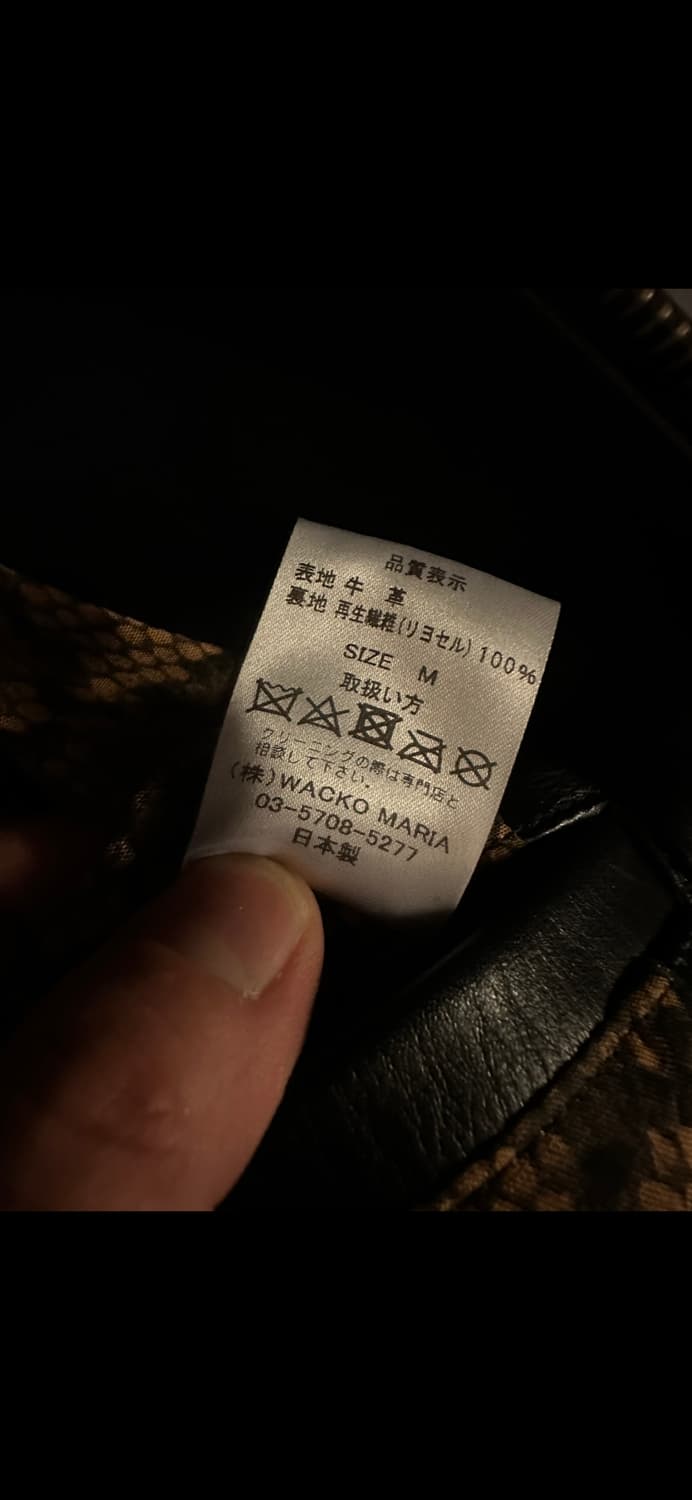 品質表示
表地 牛 革
裏地 再生繊維(リヨセル) 100%
SIZE M
取扱い方
クリーニングの際は専門店と
相談して下さい。
(株)WACKO MARIA
03-5708-5277
日本製